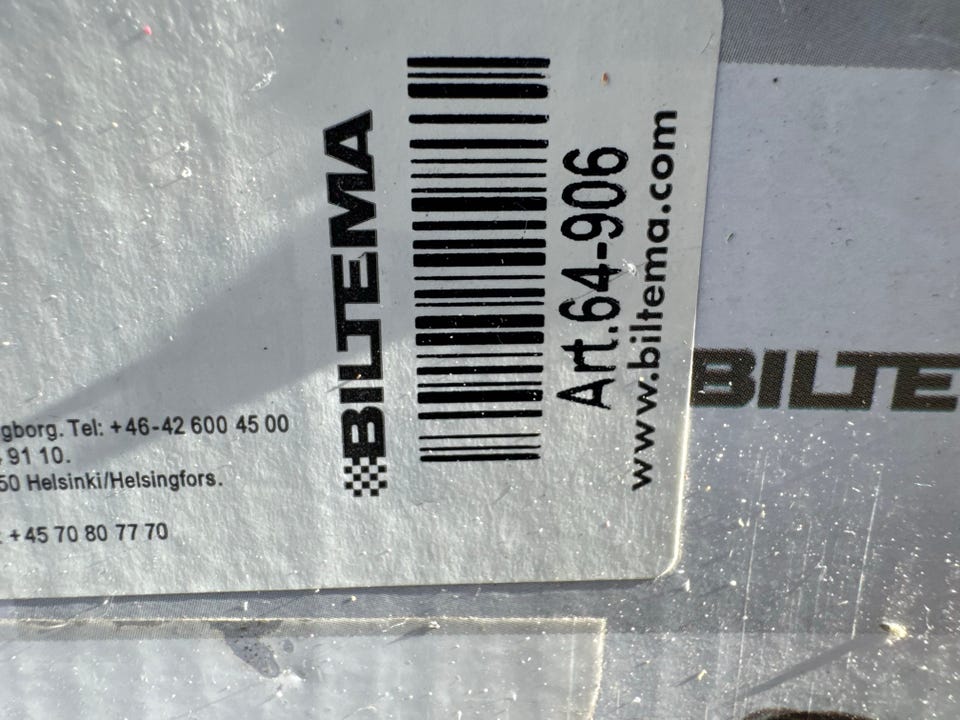 BILTEMA
Art.64-906
www.biltema.com
gborg. Tel: +46-42 600 45 00
91 10.
50 Helsinki/Helsingfors.
: +45 70 80 77 70
BILTE